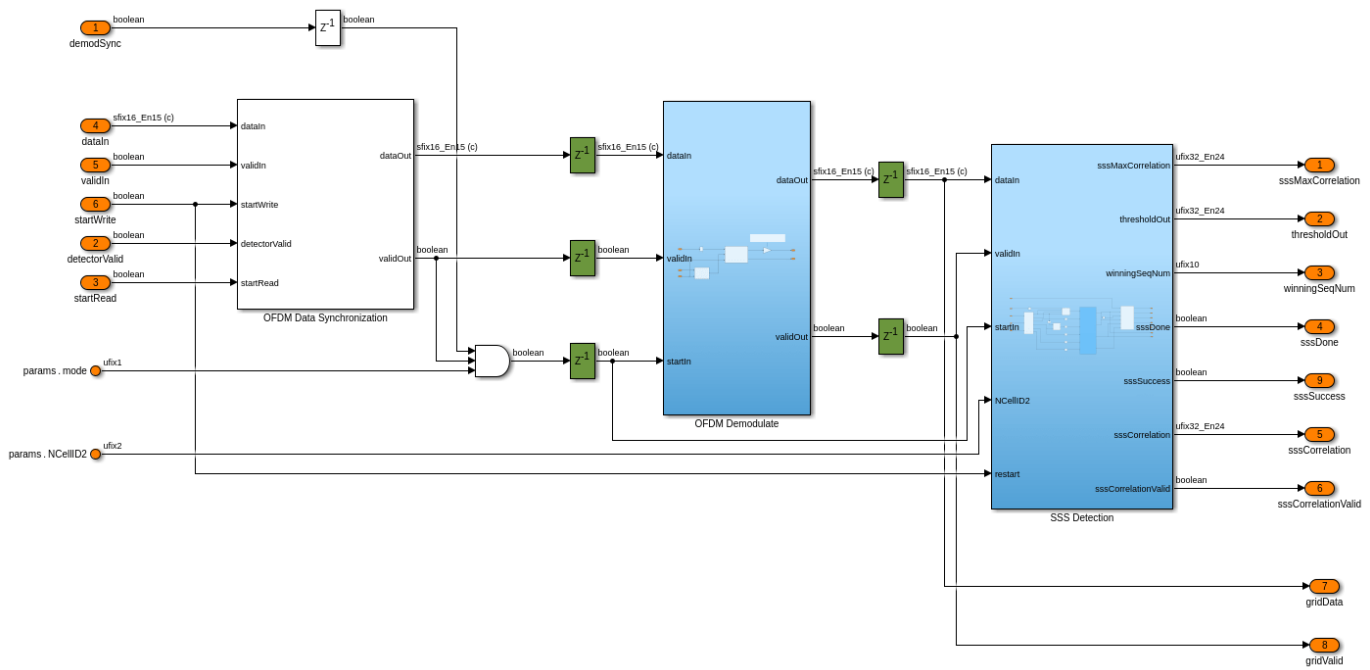 1
boolean
demodSync
Z-1
boolean
4
sfix16_En15 (c)
dataIn
5
boolean
validIn
6
boolean
startWrite
2
boolean
detectorValid
3
boolean
startRead
dataIn
validIn
startWrite
detectorValid
startRead
dataOut
validOut
OFDM Data Synchronization
sfix16_En15 (c)
boolean
Z-1
sfix16_En15 (c)
Z-1
boolean
boolean
Z-1
boolean
params . mode
ufix1
params . NCellID2
ufix2
dataIn
validIn
startIn
dataOut
validOut
OFDM Demodulate
sfix16_En15 (c)
Z-1
sfix16_En15 (c)
boolean
Z-1
boolean
dataIn
validIn
startIn
NCellID2
restart
sssMaxCorrelation
thresholdOut
winningSeqNum
sssDone
sssSuccess
sssCorrelation
sssCorrelationValid
SSS Detection
ufix32_En24
1
sssMaxCorrelation
ufix32_En24
2
thresholdOut
ufix10
3
winningSeqNum
boolean
4
sssDone
boolean
9
sssSuccess
ufix32_En24
5
sssCorrelation
boolean
6
sssCorrelationValid
7
gridData
8
gridValid